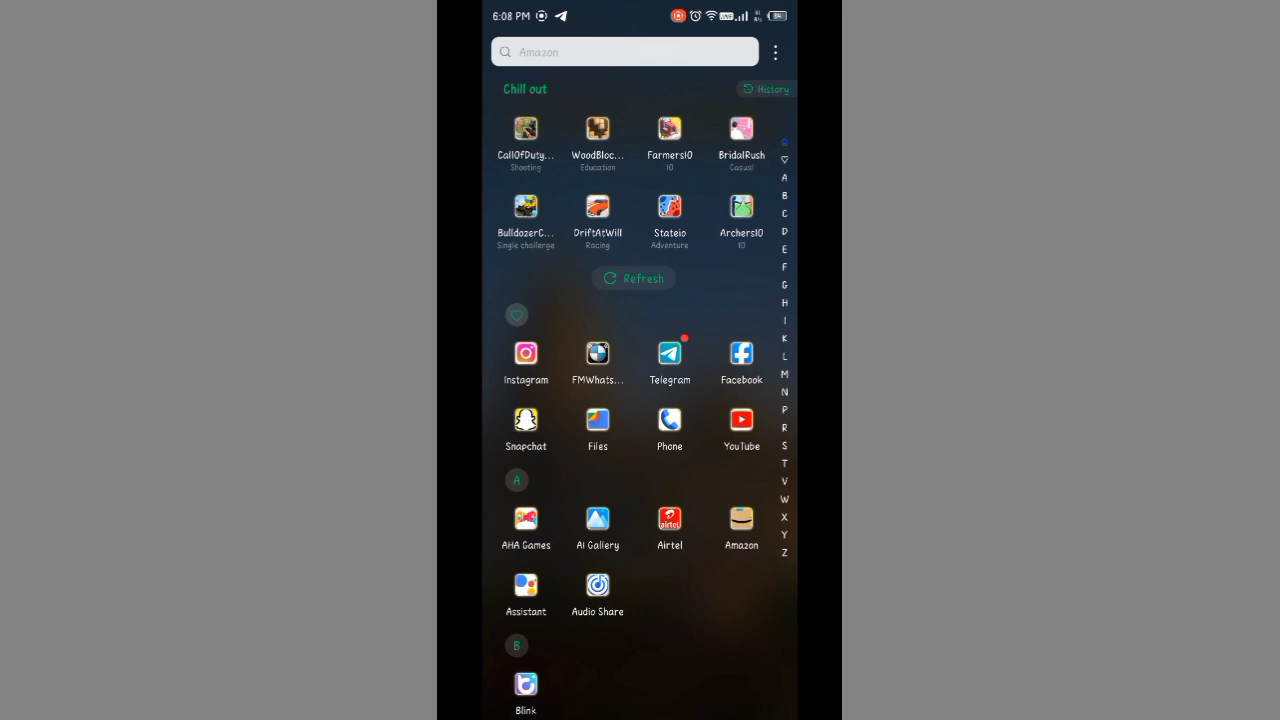 6:08 PM
Amazon
Chill out
History
CallOfDuty... WoodBloc... FarmersIO BridalRush
Shooting Education IO Casual
BulldozerC... DriftAtWill Stateio ArchersIO
Single challenge Racing Adventure IO
Refresh
Instagram FMWhats... Telegram Facebook
Snapchat Files Phone YouTube
A
airtel
AHA Games AI Gallery Airtel Amazon
Assistant Audio Share
B
Blink
A
B
C
D
E
F
G
H
I
K
L
M
N
P
R
S
T
V
W
X
Y
Z